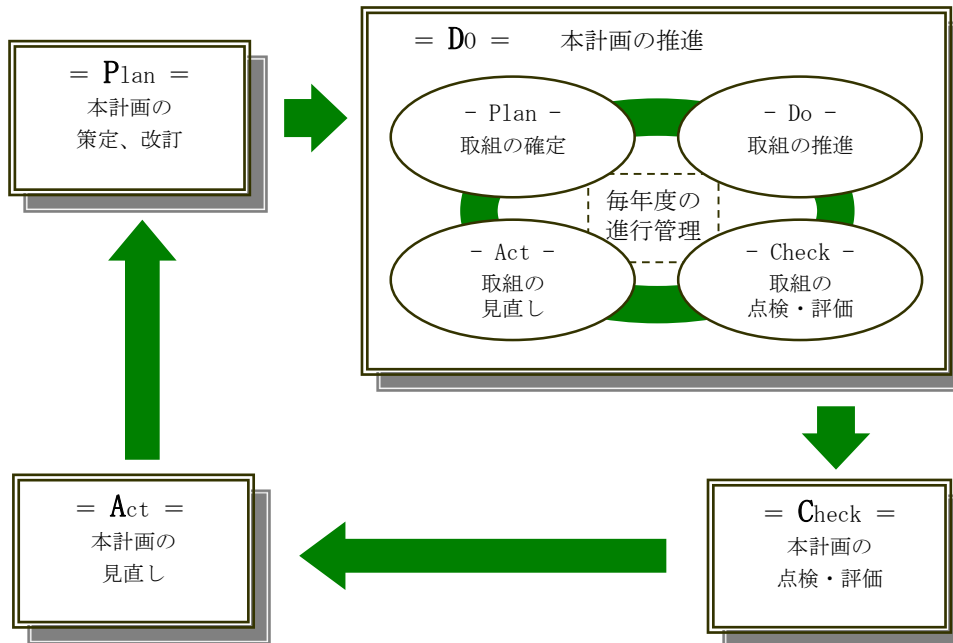 = Plan =
本計画の
策定、改訂
= DO =　本計画の推進
- Plan -
取組の確定
- Do -
取組の推進
毎年度の
進行管理
- Act -
取組の
見直し
- Check -
取組の
点検・評価
= Act =
本計画の
見直し
= Check =
本計画の
点検・評価